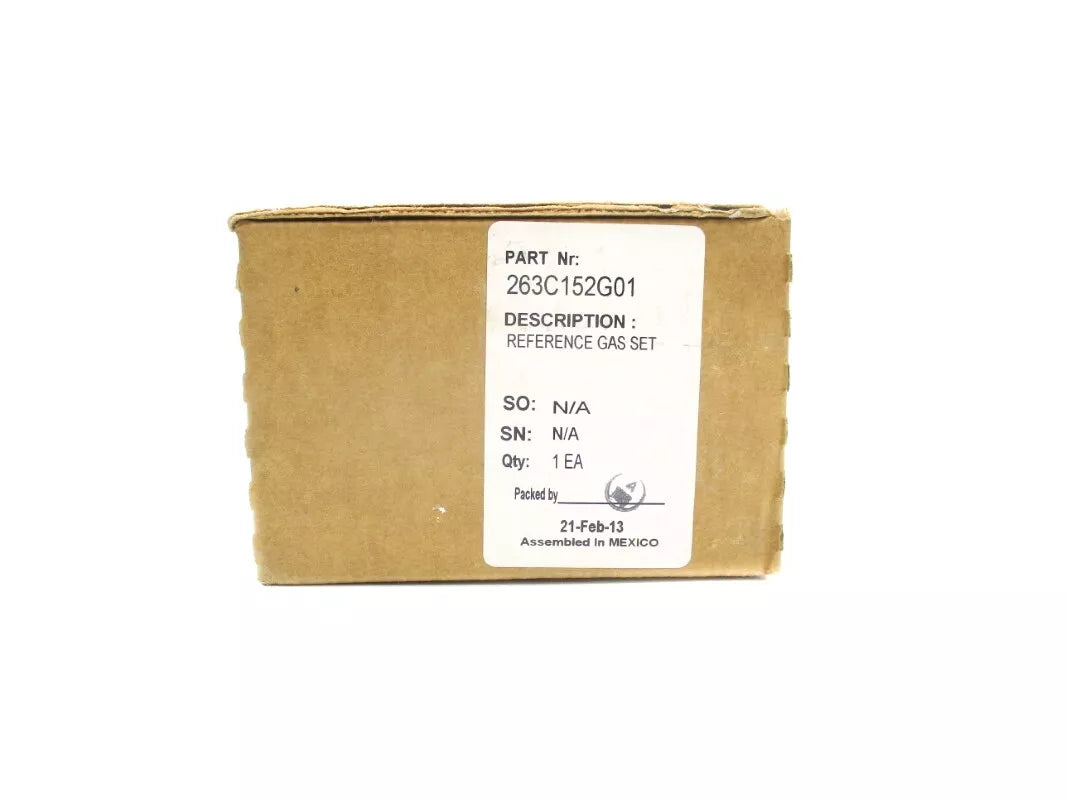 PART Nr:
263C152G01
DESCRIPTION :
REFERENCE GAS SET
SO: N/A
SN: N/A
Qty: 1 EA
Packed by
A
21-Feb-13
Assembled In MEXICO